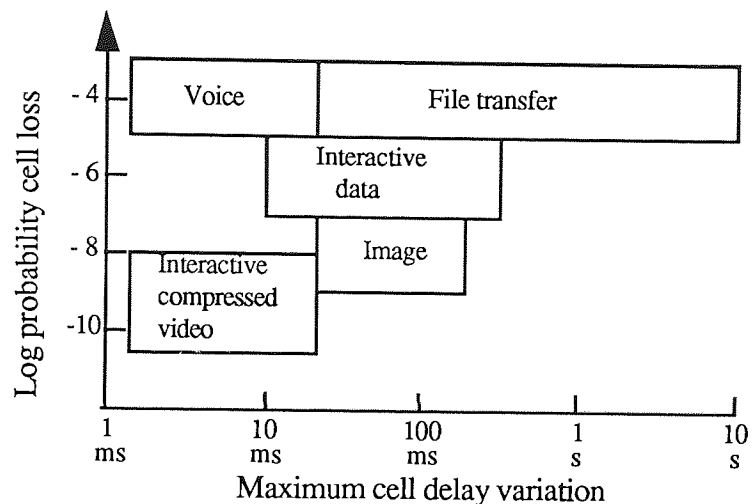 Log probability cell loss
- 4
- 6
- 8
-10
Voice
File transfer
Interactive
data
Image
Interactive
compressed
video
1
ms
10
ms
100
ms
1
s
10
s
Maximum cell delay variation